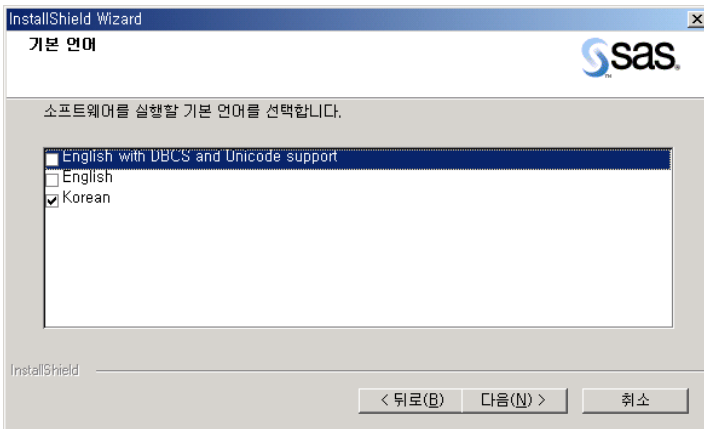 InstallShield Wizard
기본 언어
sas.
TM
소프트웨어를 실행할 기본 언어를 선택합니다.
English with DBCS and Unicode support
English
Korean
InstallShield
< 뒤로(B) 다음(N) > 취소